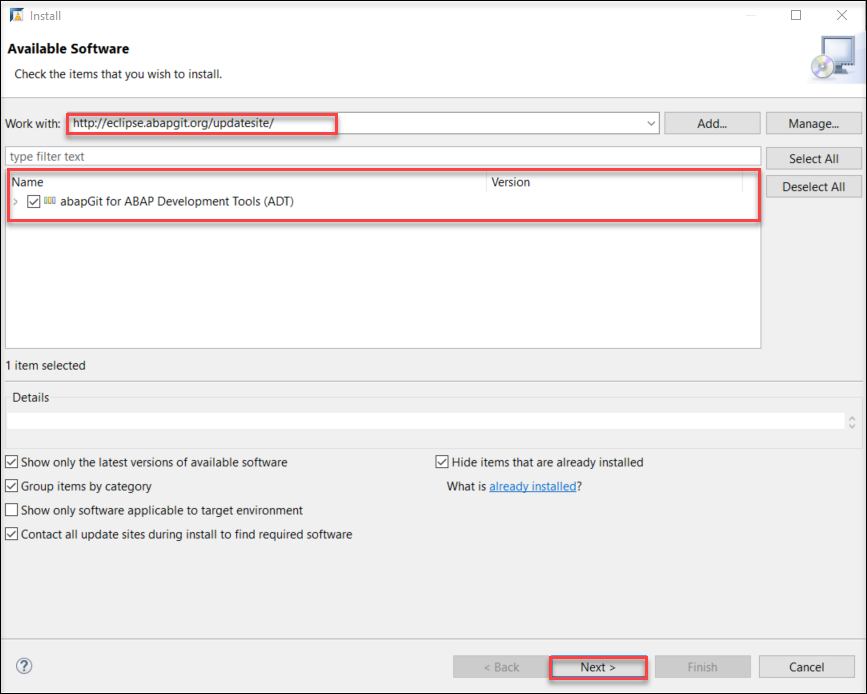 Install
Available Software
Check the items that you wish to install.
Work with: http://eclipse.abapgit.org/updatesite/ Add... Manage...
type filter text Select All
Name Version Deselect All
abapGit for ABAP Development Tools (ADT)
1 item selected
Details
Show only the latest versions of available software Hide items that are already installed
Group items by category What is already installed?
Show only software applicable to target environment
Contact all update sites during install to find required software
? < Back Next > Finish Cancel